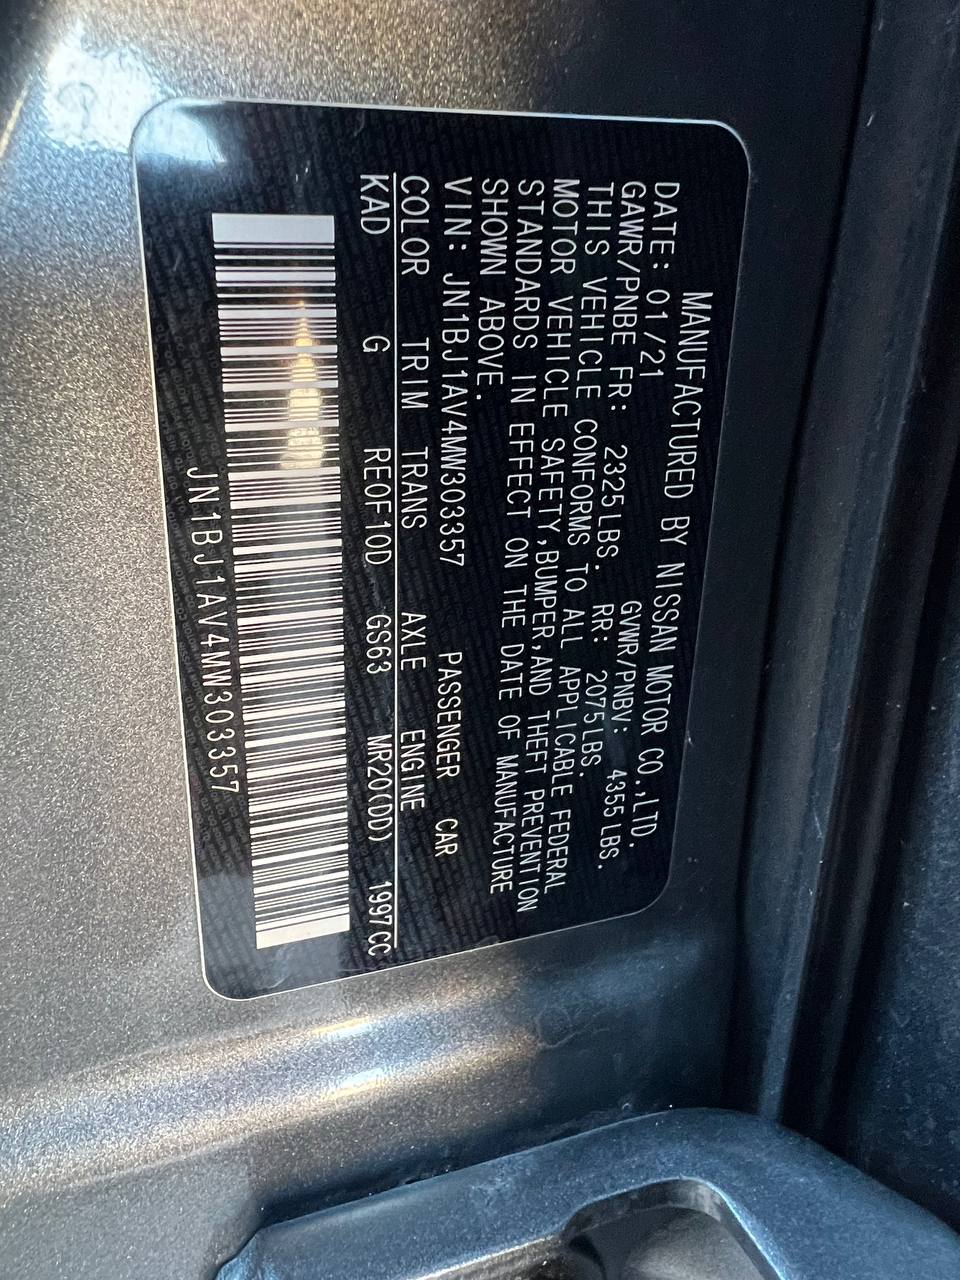 MANUFACTURED BY NISSAN MOTOR CO.,LTD.
DATE: 01/21
GAWR/PNBE FR: 2325 LBS. RR: 2075 LBS. GVWR/PNBV: 4355 LBS.
THIS VEHICLE CONFORMS TO ALL APPLICABLE FEDERAL
MOTOR VEHICLE SAFETY,BUMPER,AND THEFT PREVENTION
STANDARDS IN EFFECT ON THE DATE OF MANUFACTURE
SHOWN ABOVE.
VIN: JN1BJ1AV4MW303357 PASSENGER CAR
COLOR TRIM TRANS AXLE ENGINE
KAD G RE0F10D GS63 MR20(DD) 1997CC
JN1BJ1AV4MW303357